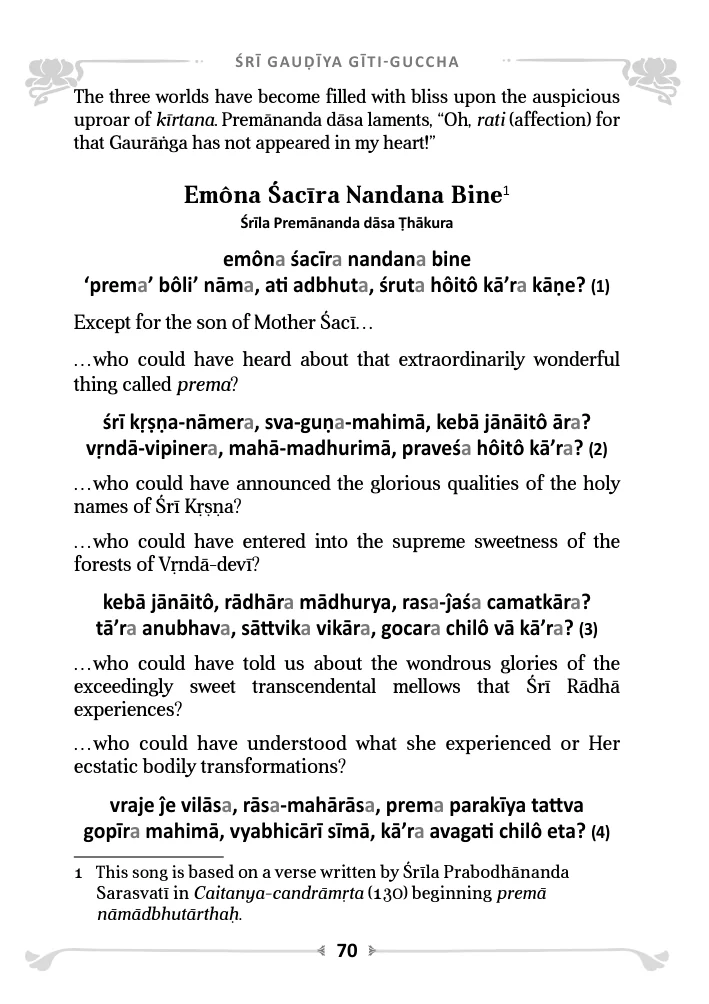 ŚRĪ GAUḌĪYA GĪTI-GUCCHA
The three worlds have become filled with bliss upon the auspicious
uproar of kīrtana. Premānanda dāsa laments, “Oh, rati (affection) for
that Gaurāṅga has not appeared in my heart!”
Emôna Śacīra Nandana Bine1
Śrīla Premānanda dāsa Ṭhākura
emôna śacīra nandana bine
‘prema’ bôli’ nāma, ati adbhuta, śruta hôitô kā’ra kāṇe? (1)
Except for the son of Mother Śacī…
…who could have heard about that extraordinarily wonderful
thing called prema?
śrī kṛṣṇa-nāmera, sva-guṇa-mahimā, kebā jānāitô āra?
vṛndā-vipinera, mahā-madhurimā, praveśa hôitô kā’ra? (2)
…who could have announced the glorious qualities of the holy
names of Śrī Kṛṣṇa?
…who could have entered into the supreme sweetness of the
forests of Vṛndā-devī?
kebā jānāitô, rādhāra mādhurya, rasa-ĵaśa camatkāra?
tā’ra anubhava, sāttvika vikāra, gocara chilô vā kā’ra? (3)
…who could have told us about the wondrous glories of the
exceedingly sweet transcendental mellows that Śrī Rādhā
experiences?
…who could have understood what she experienced or Her
ecstatic bodily transformations?
vraje ĵe vilāsa, rāsa-mahārāsa, prema parakīya tattva
gopīra mahimā, vyabhicārī sīmā, kā’ra avagati chilô eta? (4)
1 This song is based on a verse written by Śrīla Prabodhānanda
Sarasvatī in Caitanya-candrāmṛta (130) beginning premā
nāmādbhutārthaḥ.
70